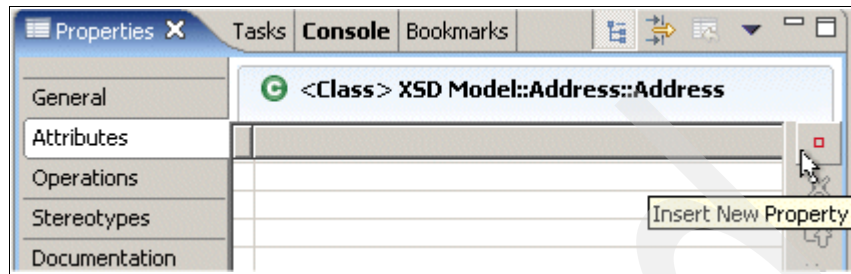 Properties Tasks Console Bookmarks
<Class> XSD Model::Address::Address
General
Attributes
Operations
Insert New Property
Stereotypes
Documentation